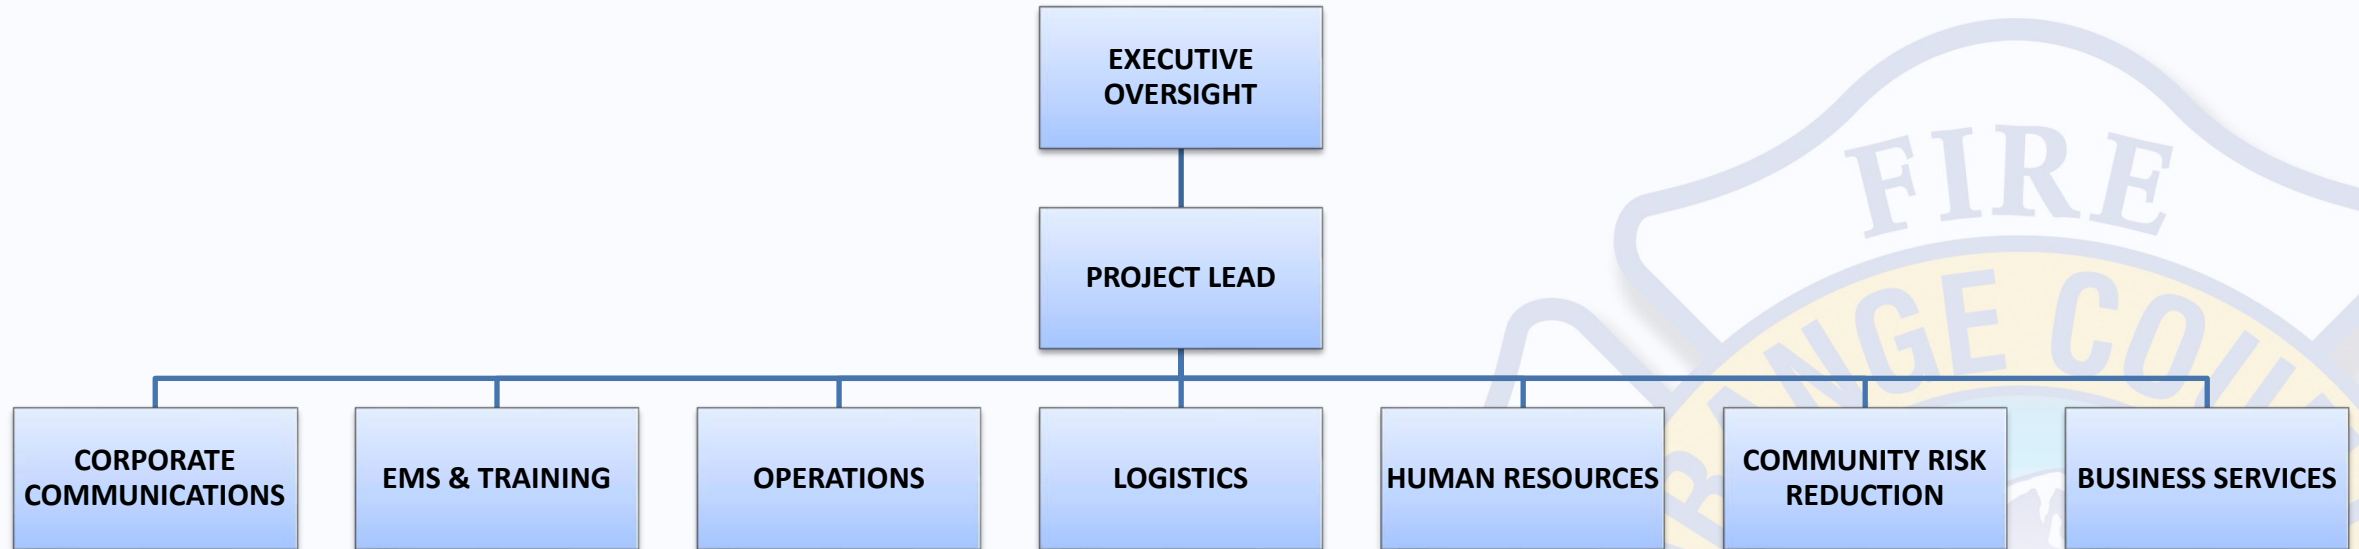 EXECUTIVE
OVERSIGHT
PROJECT LEAD
CORPORATE
COMMUNICATIONS
EMS & TRAINING
OPERATIONS
LOGISTICS
HUMAN RESOURCES
COMMUNITY RISK
REDUCTION
BUSINESS SERVICES
FIRE